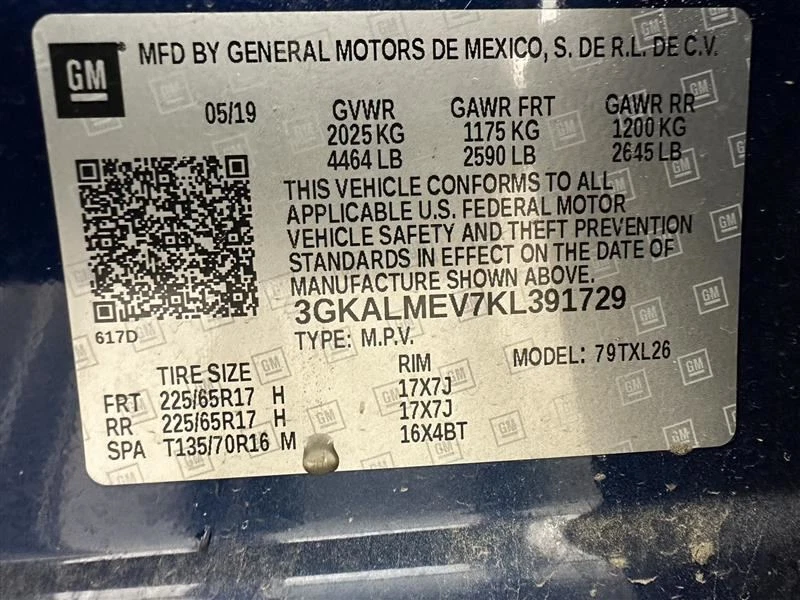 GM
MFD BY GENERAL MOTORS DE MEXICO, S. DE R.L. DE C.V.
05/19 GVWR GAWR FRT GAWR RR
2025 KG 1175 KG 1200 KG
4464 LB 2590 LB 2645 LB
THIS VEHICLE CONFORMS TO ALL
APPLICABLE U.S. FEDERAL MOTOR
VEHICLE SAFETY AND THEFT PREVENTION
STANDARDS IN EFFECT ON THE DATE OF
MANUFACTURE SHOWN ABOVE.
3GKALMEV7KL391729
617D
TYPE: M.P.V.
MODEL: 79TXL26
TIRE SIZE RIM
FRT 225/65R17 H 17X7J
RR 225/65R17 H 17X7J
SPA T135/70R16 M 16X4BT